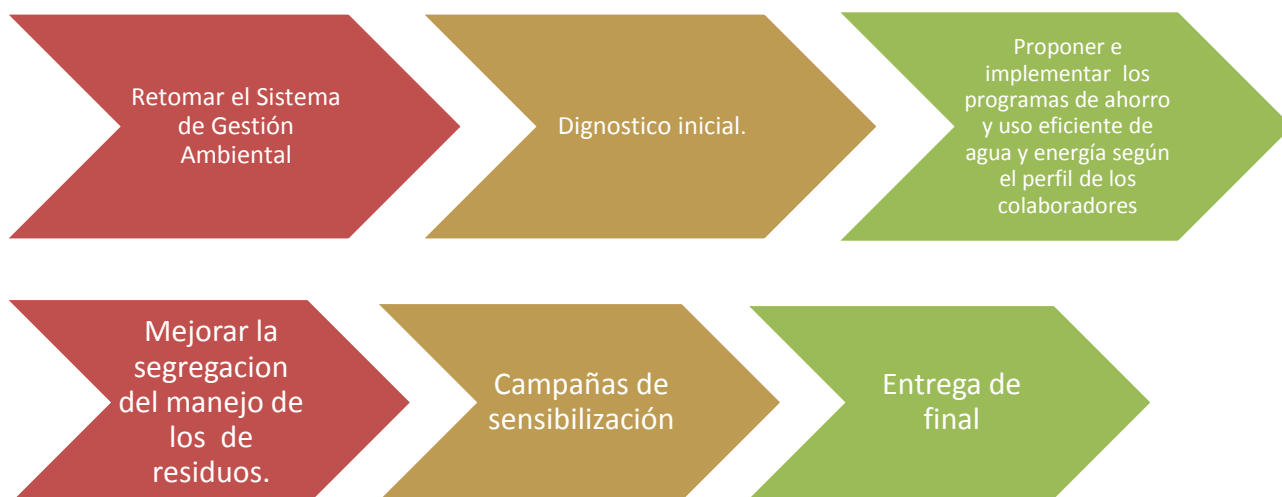 Retomar el Sistema
de Gestión
Ambiental
Dignostico inicial.
Proponer e
implementar los
programas de ahorro
y uso eficiente de
agua y energía según
el perfil de los
colaboradores
Mejorar la
segregacion
del manejo de
los de
residuos.
Campañas de
sensibilización
Entrega de
final